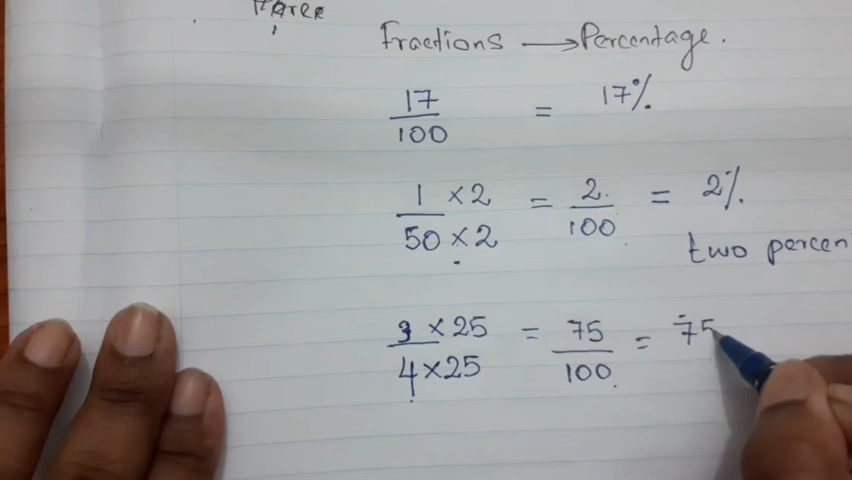 Three
Fractions → Percentage.
17/100 = 17%
1 × 2 / 50 × 2 = 2/100 = 2%
two percen
3 × 25 / 4 × 25 = 75/100 = 75